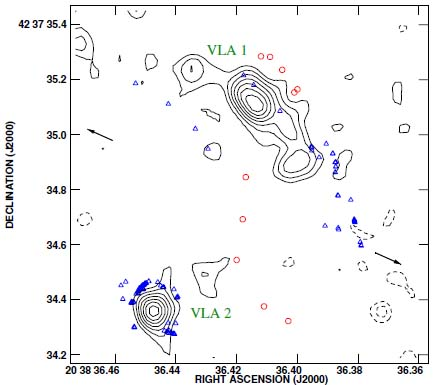 42 37 35.4
VLA 1
35.2
35.0
DECLINATION (J2000)
34.8
34.6
34.4
VLA 2
34.2
20 38 36.46 36.44 36.42 36.40 36.38 36.36
RIGHT ASCENSION (J2000)